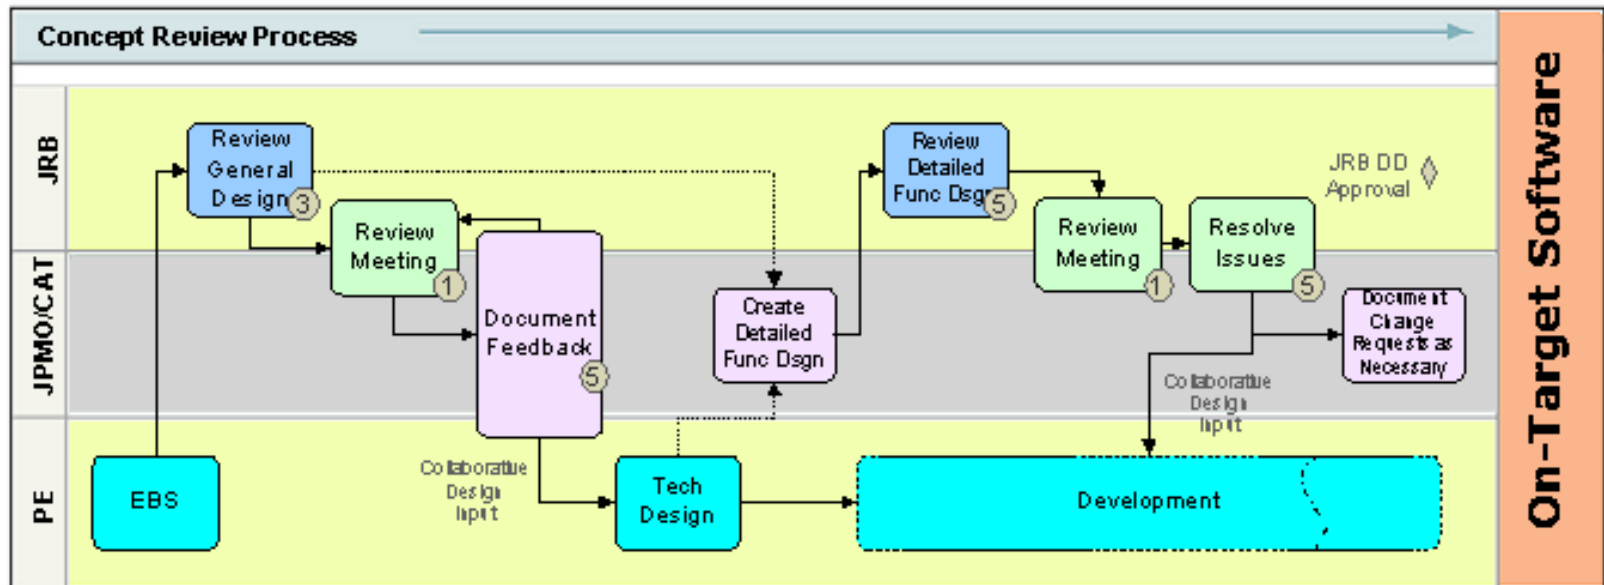 Concept Review Process
On-Target Software
JRB
Review
General
Design
3
Review
Meeting
1
Review
Detailed
Func Dsgn
5
Review
Meeting
1
Resolve
Issues
5
JRB DD
Approval
JPMO/CAT
Document
Feedback
5
Create
Detailed
Func Dsgn
Document
Change
Requests as
Necessary
Collaborative
Design
Input
PE
EBS
Collaborative
Design
Input
Tech
Design
Development